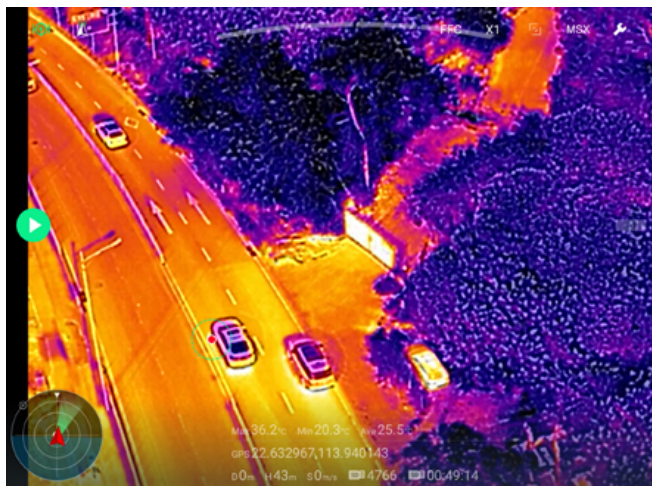 FFC X1 MSX
Max36.2℃ Min20.3℃ Ave25.5℃
GPS22.632967,113.940143
D0m H43m S0m/s 4766 00:49:14